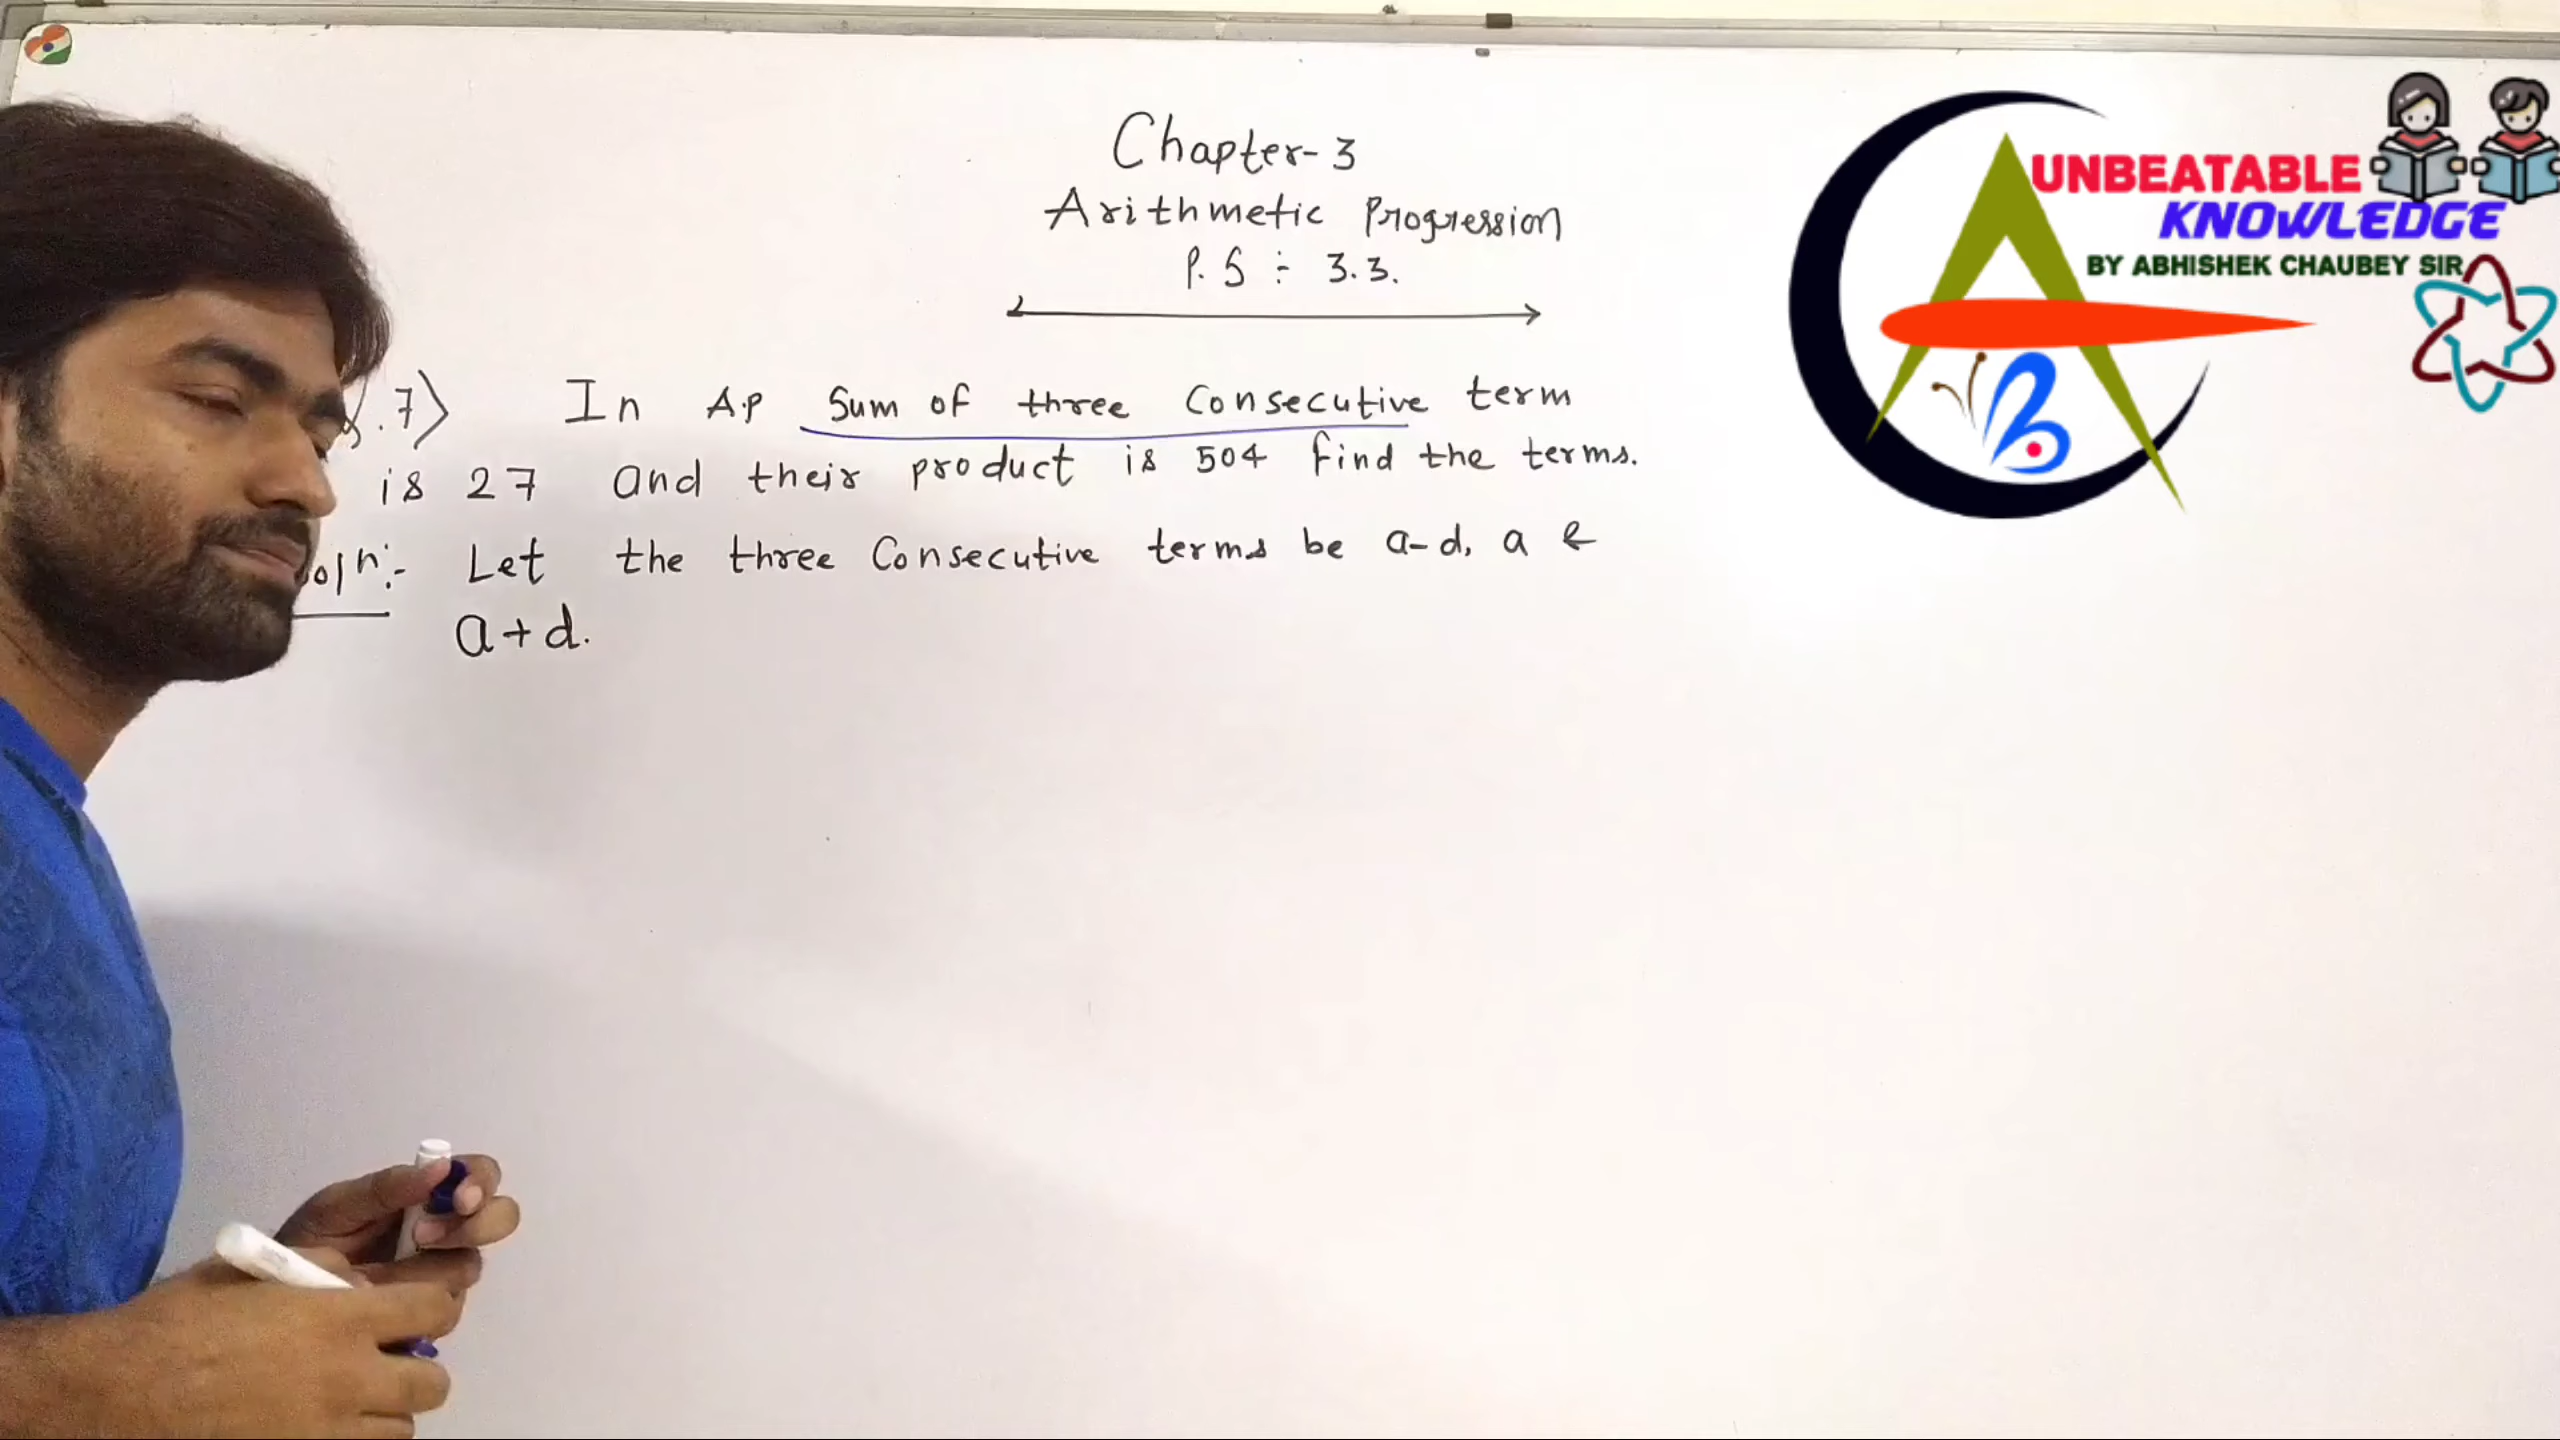 Chapter-3
Arithmetic Progression
P.S ÷ 3.3.
.7) In A.P Sum of three Consecutive term
is 27 and their product is 504 find the terms.
oln:- Let the three Consecutive terms be a-d, a &
a+d.
UNBEATABLE
KNOWLEDGE
BY ABHISHEK CHAUBEY SIR